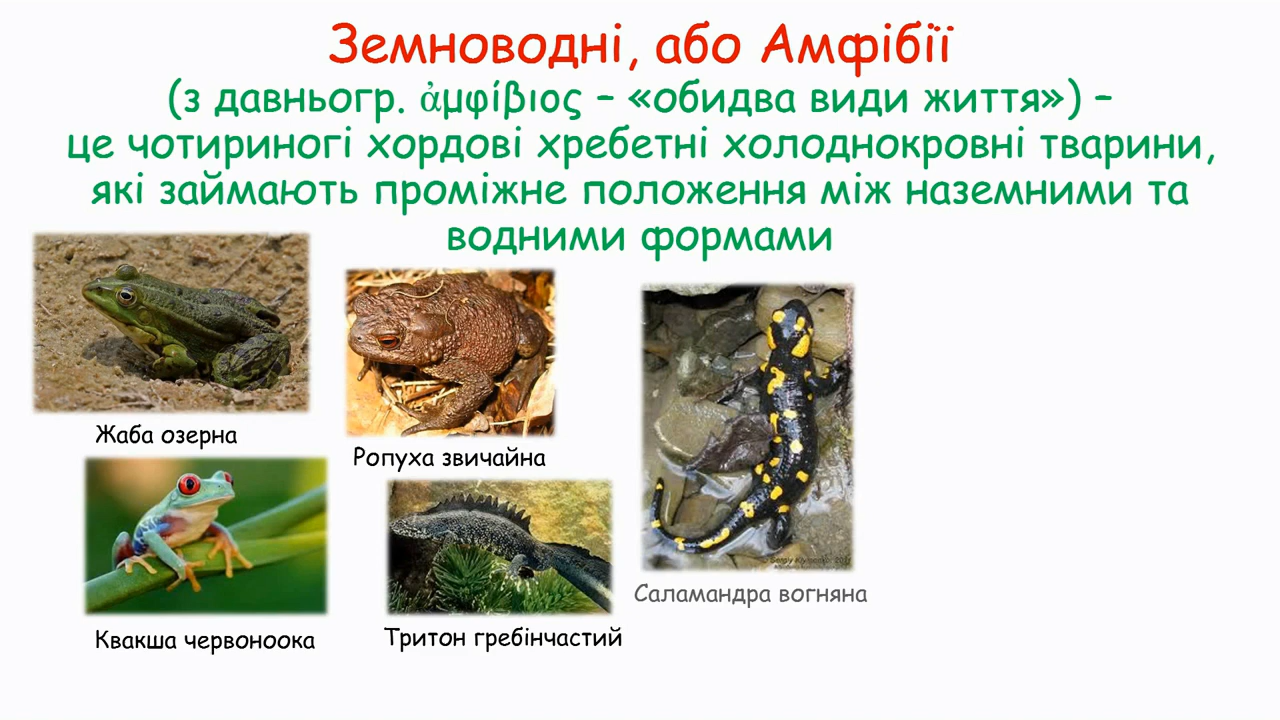 Земноводні, або Амфібії
(з давньогр. ἀμφίβιος – «обидва види життя») –
це чотириногі хордові хребетні холоднокровні тварини,
які займають проміжне положення між наземними та
водними формами
Жаба озерна
Ропуха звичайна
Саламандра вогняна
Квакша червоноока
Тритон гребінчастий